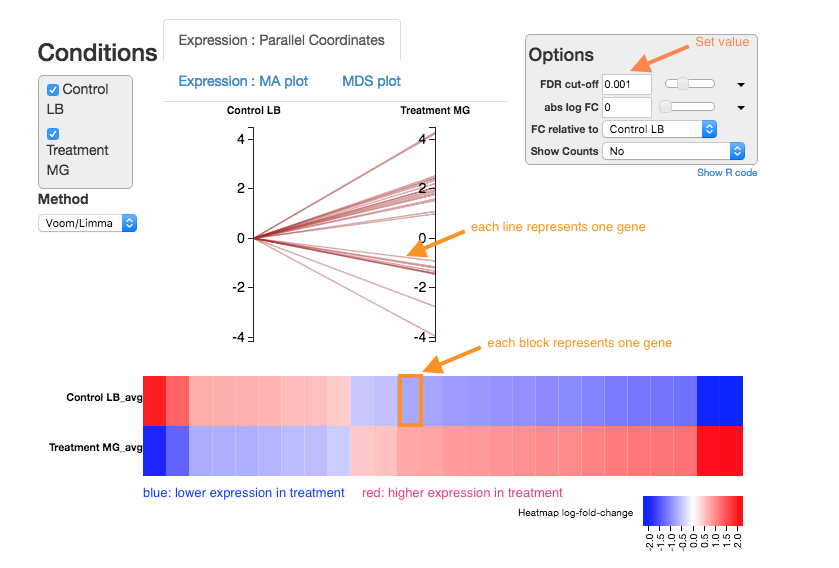 Conditions
Control
LB
Treatment
MG
Method
Voom/Limma
Expression : Parallel Coordinates
Expression : MA plot
MDS plot
Control LB
Treatment MG
4
2
0
-2
-4
4
2
0
-2
-4
each line represents one gene
Set value
Options
FDR cut-off 0.001
abs log FC 0
FC relative to Control LB
Show Counts No
Show R code
each block represents one gene
Control LB_avg
Treatment MG_avg
blue: lower expression in treatment
red: higher expression in treatment
Heatmap log-fold-change
-2.0
-1.5
-1.0
-0.5
0.0
0.5
1.0
1.5
2.0